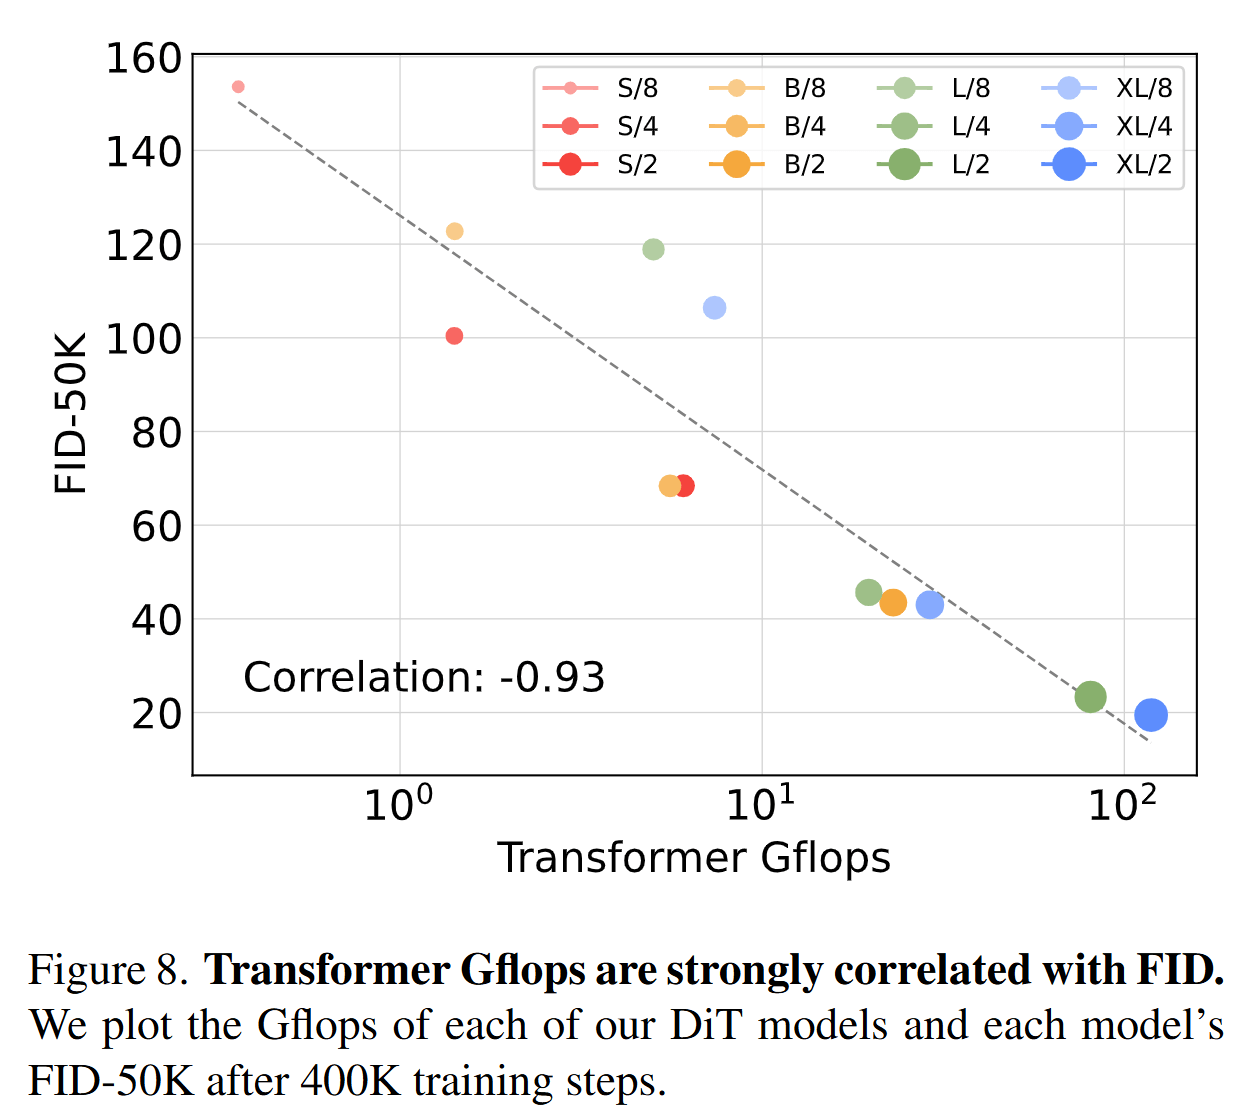 160
140
120
100
80
60
40
20
FID-50K
S/8 B/8 L/8 XL/8
S/4 B/4 L/4 XL/4
S/2 B/2 L/2 XL/2
Correlation: -0.93
10⁰ 10¹ 10²
Transformer Gflops
Figure 8. Transformer Gflops are strongly correlated with FID.
We plot the Gflops of each of our DiT models and each model’s
FID-50K after 400K training steps.